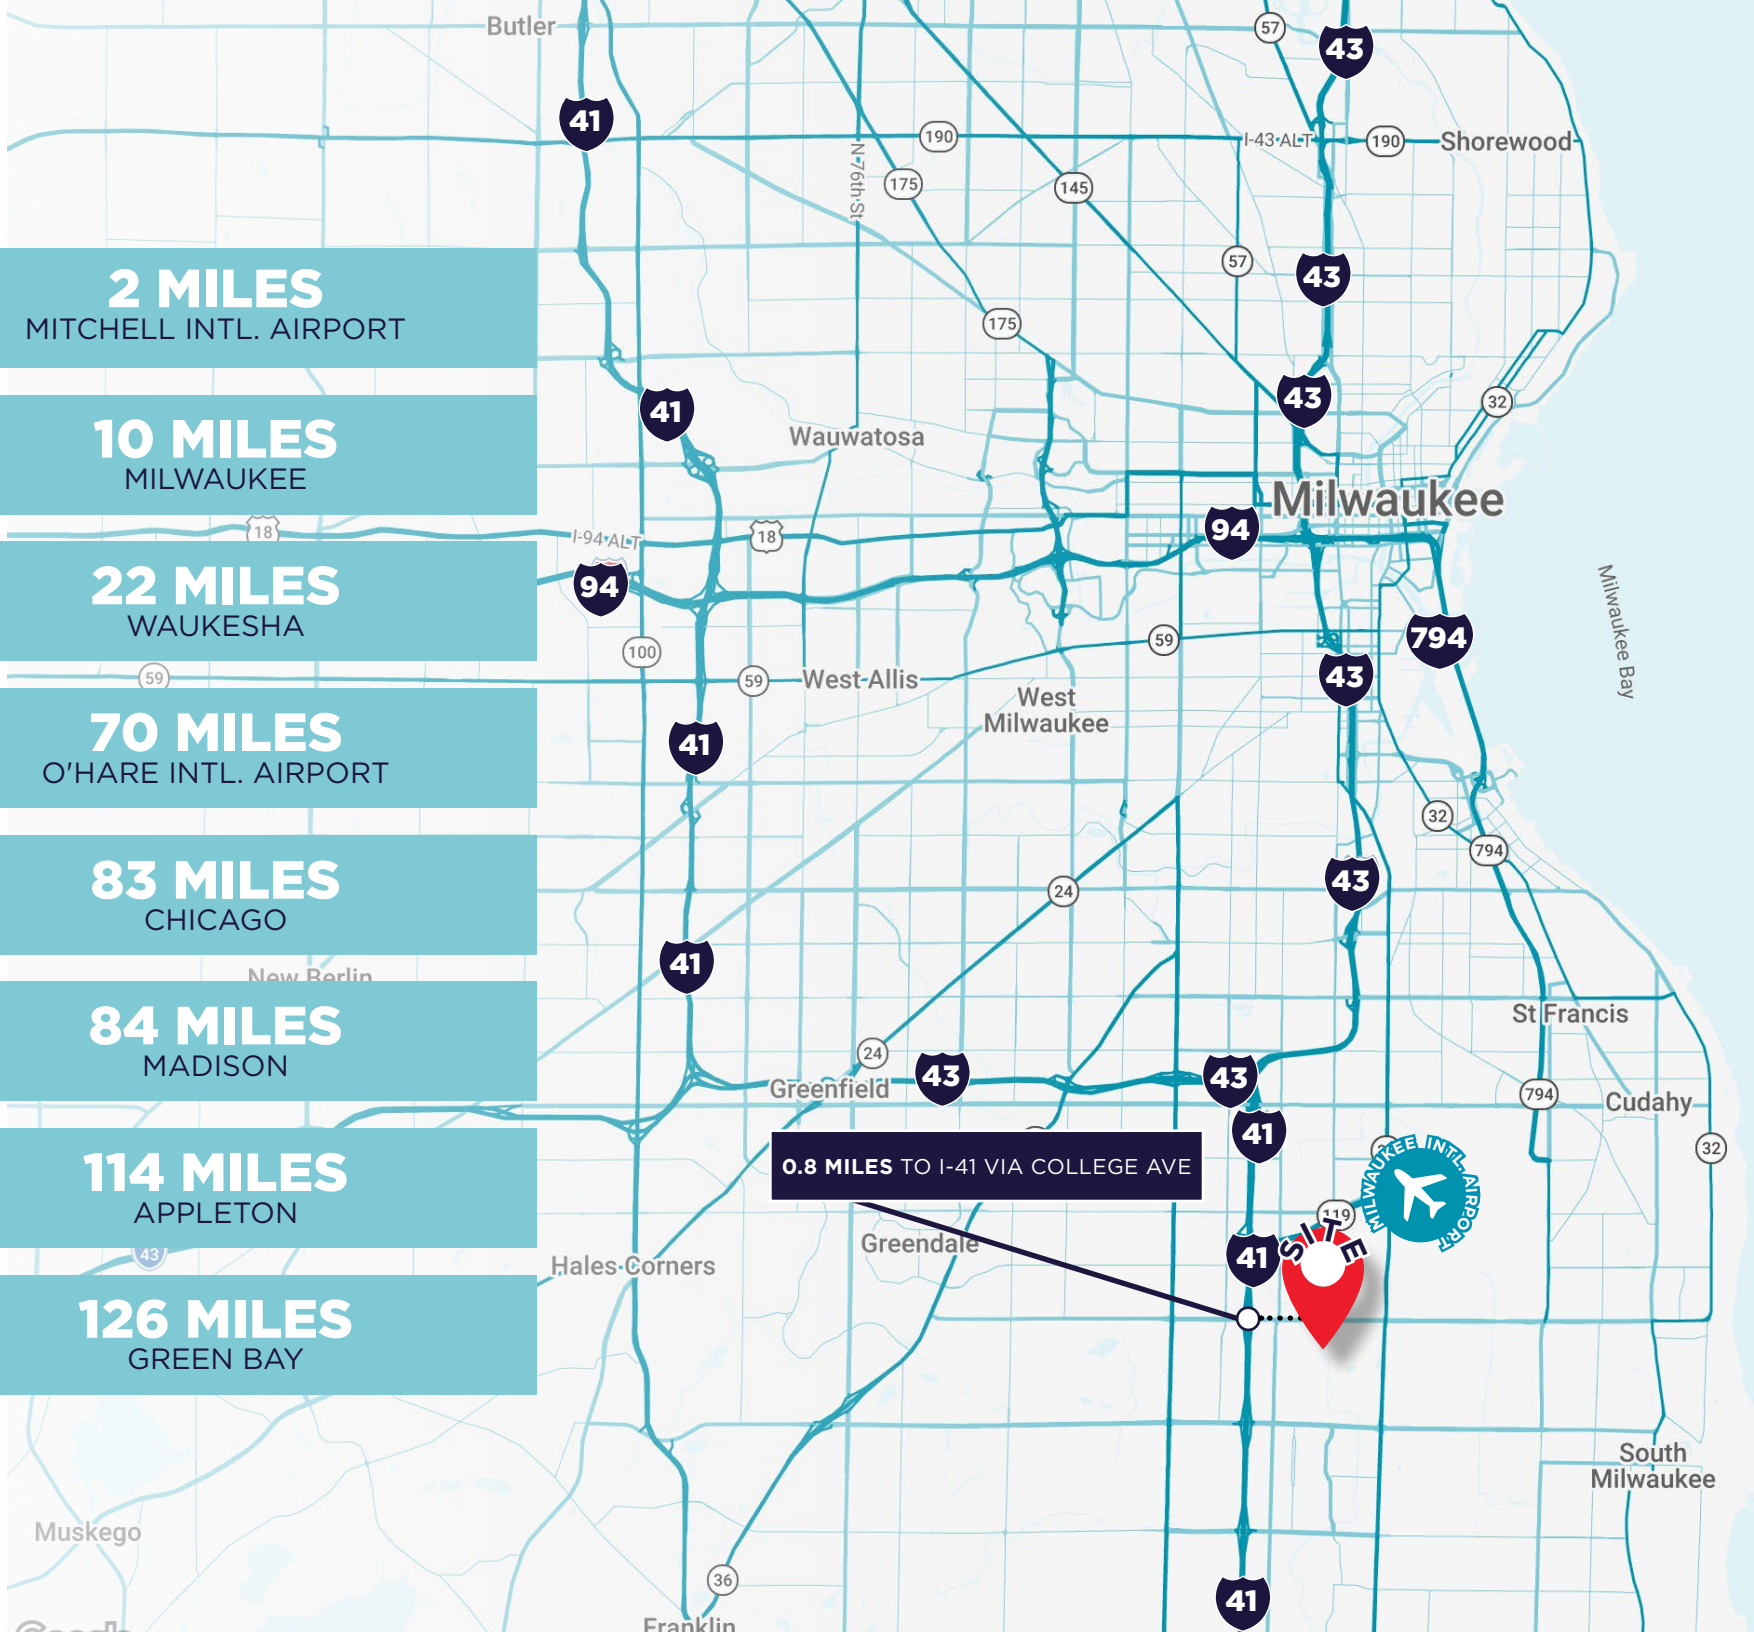 Butler
57
43
41
190
I-43 ALT
190
Shorewood
N 76th St
175
145
57
43
2 MILES
MITCHELL INTL. AIRPORT
175
43
32
41
10 MILES
MILWAUKEE
Wauwatosa
Milwaukee
18
I-94 ALT
18
94
94
22 MILES
WAUKESHA
Milwaukee Bay
100
59
794
59
59
West Allis
43
West
Milwaukee
70 MILES
O'HARE INTL. AIRPORT
41
32
794
83 MILES
CHICAGO
24
43
41
New Berlin
84 MILES
MADISON
St Francis
24
43
43
Greenfield
794
Cudahy
41
32
114 MILES
APPLETON
0.8 MILES TO I-41 VIA COLLEGE AVE
MILWAUKEE INTL AIRPORT
119
SITE
43
Hales Corners
Greendale
41
126 MILES
GREEN BAY
South
Milwaukee
Muskego
36
41
Franklin
Google